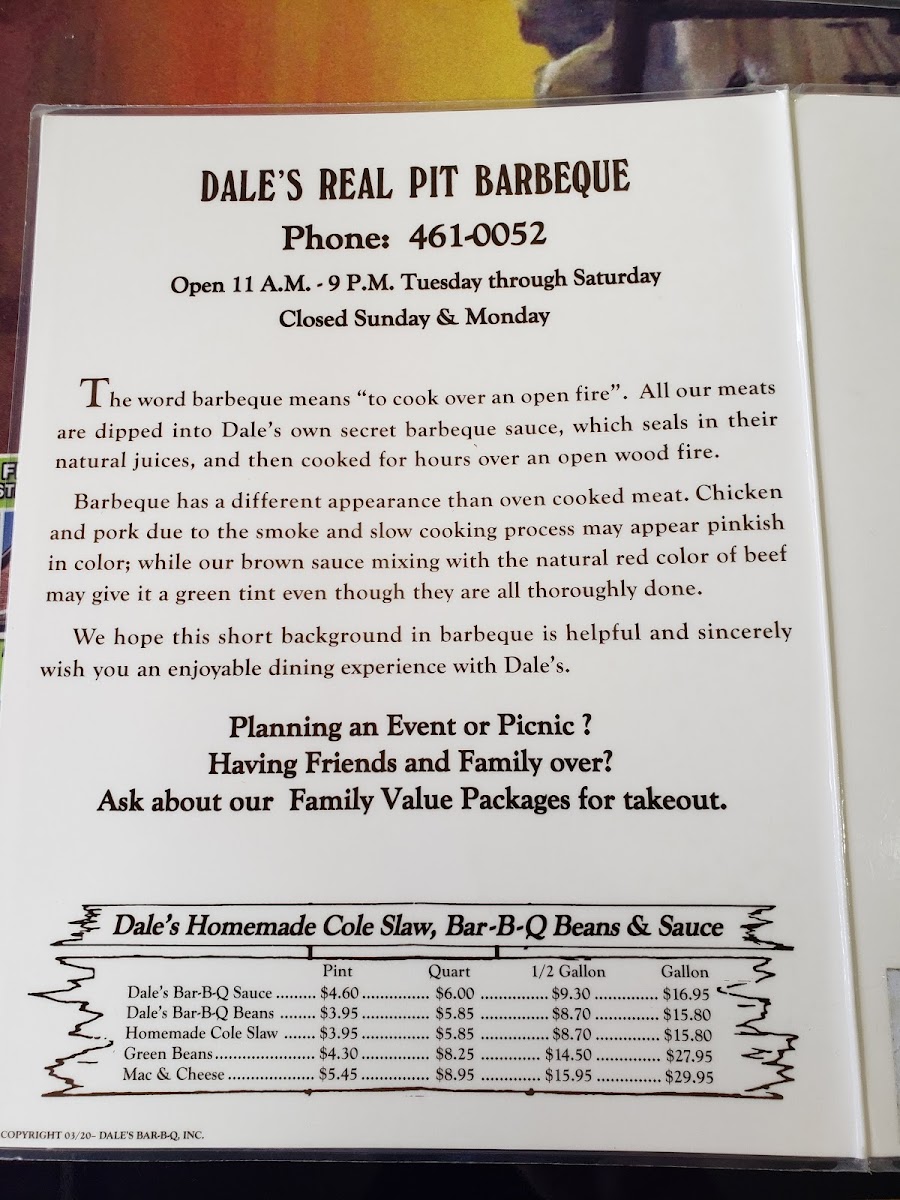 DALE'S REAL PIT BARBEQUE
Phone: 461-0052
Open 11 A.M. - 9 P.M. Tuesday through Saturday
Closed Sunday & Monday
The word barbeque means "to cook over an open fire". All our meats
are dipped into Dale's own secret barbeque sauce, which seals in their
natural juices, and then cooked for hours over an open wood fire.
Barbeque has a different appearance than oven cooked meat. Chicken
and pork due to the smoke and slow cooking process may appear pinkish
in color; while our brown sauce mixing with the natural red color of beef
may give it a green tint even though they are all thoroughly done.
We hope this short background in barbeque is helpful and sincerely
wish you an enjoyable dining experience with Dale's.
Planning an Event or Picnic ?
Having Friends and Family over?
Ask about our Family Value Packages for takeout.
Dale's Homemade Cole Slaw, Bar-B-Q Beans & Sauce
Pint Quart 1/2 Gallon Gallon
Dale's Bar-B-Q Sauce ......... $4.60 ............... $6.00 ............... $9.30 .............. $16.95
Dale's Bar-B-Q Beans ........ $3.95 ............... $5.85 ............... $8.70 .............. $15.80
Homemade Cole Slaw ....... $3.95 ............... $5.85 ............... $8.70 .............. $15.80
Green Beans...................... $4.30 ............... $8.25 ............. $14.50 .............. $27.95
Mac & Cheese .................... $5.45 ............... $8.95 ............. $15.95 .............. $29.95
COPYRIGHT 03/20- DALE'S BAR-B-Q, INC.